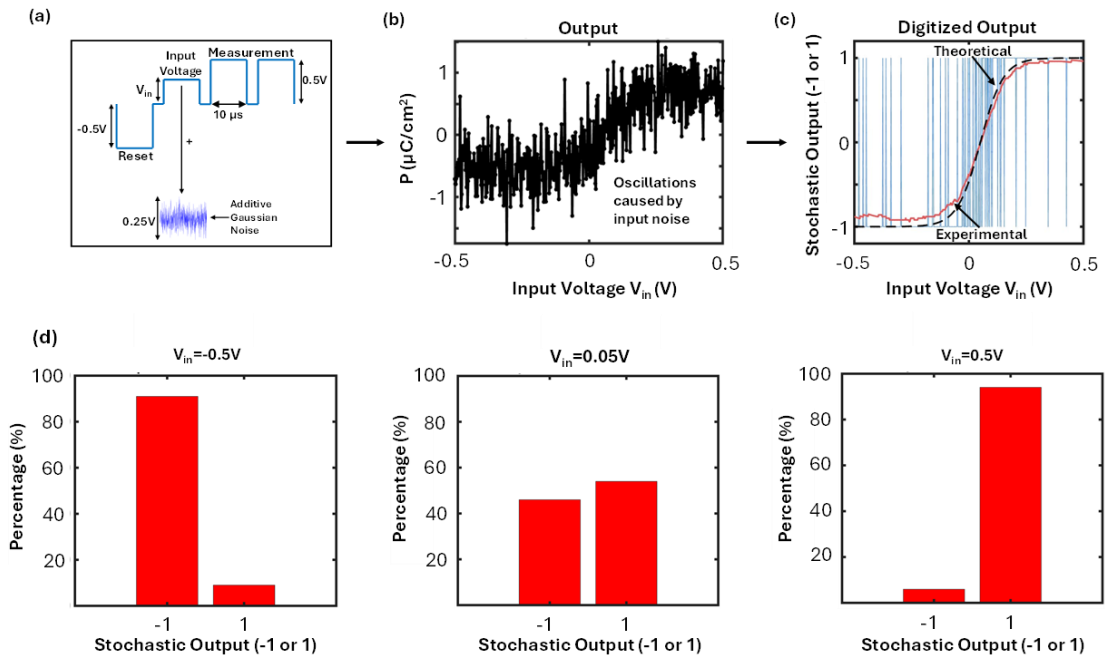 (a)
Input
Voltage
Measurement
V_in
0.5V
-0.5V
10 µs
Reset
+
0.25V
Additive
Gaussian
Noise
(b)
Output
P (µC/cm²)
1
0
-1
Oscillations
caused by
input noise
-0.5
0
0.5
Input Voltage V_in (V)
(c)
Digitized Output
Stochastic Output (-1 or 1)
Theoretical
1
0
-1
Experimental
-0.5
0
0.5
Input Voltage V_in (V)
(d)
V_in=-0.5V
Percentage (%)
100
80
60
40
20
-1
1
Stochastic Output (-1 or 1)
V_in=0.05V
Percentage (%)
100
80
60
40
20
-1
1
Stochastic Output (-1 or 1)
V_in=0.5V
Percentage (%)
100
80
60
40
20
-1
1
Stochastic Output (-1 or 1)